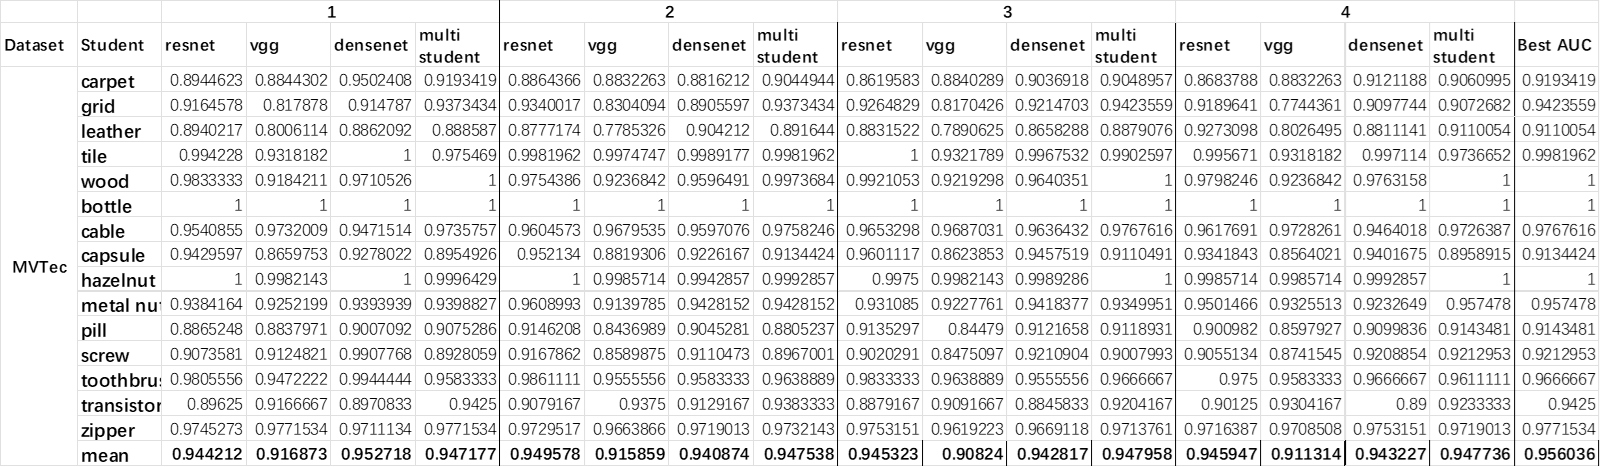 1 2 3 4
Dataset Student resnet vgg densenet multi student resnet vgg densenet multi student resnet vgg densenet multi student resnet vgg densenet multi student Best AUC
carpet 0.8944623 0.8844302 0.9502408 0.9193419 0.8864366 0.8832263 0.8816212 0.9044944 0.8619583 0.8840289 0.9036918 0.9048957 0.8683788 0.8832263 0.9121188 0.9060995 0.9193419
grid 0.9164578 0.817878 0.914787 0.9373434 0.9340017 0.8304094 0.8905597 0.9373434 0.9264829 0.8170426 0.9214703 0.9423559 0.9189641 0.7744361 0.9097744 0.9072682 0.9423559
leather 0.8940217 0.8006114 0.8862092 0.888587 0.8777174 0.7785326 0.904212 0.891644 0.8831522 0.7890625 0.8658288 0.8879076 0.9273098 0.8026495 0.8811141 0.9110054 0.9110054
tile 0.994228 0.9318182 1 0.975469 0.9981962 0.9974747 0.9989177 0.9981962 1 0.9321789 0.9967532 0.9902597 0.995671 0.9318182 0.997114 0.9736652 0.9981962
wood 0.9833333 0.9184211 0.9710526 1 0.9754386 0.9236842 0.9596491 0.9973684 0.9921053 0.9219298 0.9640351 1 0.9798246 0.9236842 0.9763158 1 1
bottle 1 1 1 1 1 1 1 1 1 1 1 1 1 1 1 1 1
cable 0.9540855 0.9732009 0.9471514 0.9735757 0.9604573 0.9679535 0.9597076 0.9758246 0.9653298 0.9687031 0.9636432 0.9767616 0.9617691 0.9728261 0.9464018 0.9726387 0.9767616
MVTec
capsule 0.9429597 0.8659753 0.9278022 0.8954926 0.952134 0.8819306 0.9226167 0.9134424 0.9601117 0.8623853 0.9457519 0.9110491 0.9341843 0.8564021 0.9401675 0.8958915 0.9134424
hazelnut 1 0.9982143 1 0.9996429 1 0.9985714 0.9942857 0.9992857 0.9975 0.9982143 0.9989286 1 0.9985714 0.9985714 0.9992857 1 1
metal nu 0.9384164 0.9252199 0.9393939 0.9398827 0.9608993 0.9139785 0.9428152 0.9428152 0.931085 0.9227761 0.9418377 0.9349951 0.9501466 0.9325513 0.9232649 0.957478 0.957478
pill 0.8865248 0.8837971 0.9007092 0.9075286 0.9146208 0.8436989 0.9045281 0.8805237 0.9135297 0.84479 0.9121658 0.9118931 0.900982 0.8597927 0.9099836 0.9143481 0.9143481
screw 0.9073581 0.9124821 0.9907768 0.8928059 0.9167862 0.8589875 0.9110473 0.8967001 0.9020291 0.8475097 0.9210904 0.9007993 0.9055134 0.8741545 0.9208854 0.9212953 0.9212953
toothbrus 0.9805556 0.9472222 0.9944444 0.9583333 0.9861111 0.9555556 0.9583333 0.9638889 0.9833333 0.9638889 0.9555556 0.9666667 0.975 0.9583333 0.9666667 0.9611111 0.9666667
transistor 0.89625 0.9166667 0.8970833 0.9425 0.9079167 0.9375 0.9129167 0.9383333 0.8879167 0.9091667 0.8845833 0.9204167 0.90125 0.9304167 0.89 0.9233333 0.9425
zipper 0.9745273 0.9771534 0.9711134 0.9771534 0.9729517 0.9663866 0.9719013 0.9732143 0.9753151 0.9619223 0.9669118 0.9713761 0.9716387 0.9708508 0.9753151 0.9719013 0.9771534
mean 0.944212 0.916873 0.952718 0.947177 0.949578 0.915859 0.940874 0.947538 0.945323 0.90824 0.942817 0.947958 0.945947 0.911314 0.943227 0.947736 0.956036